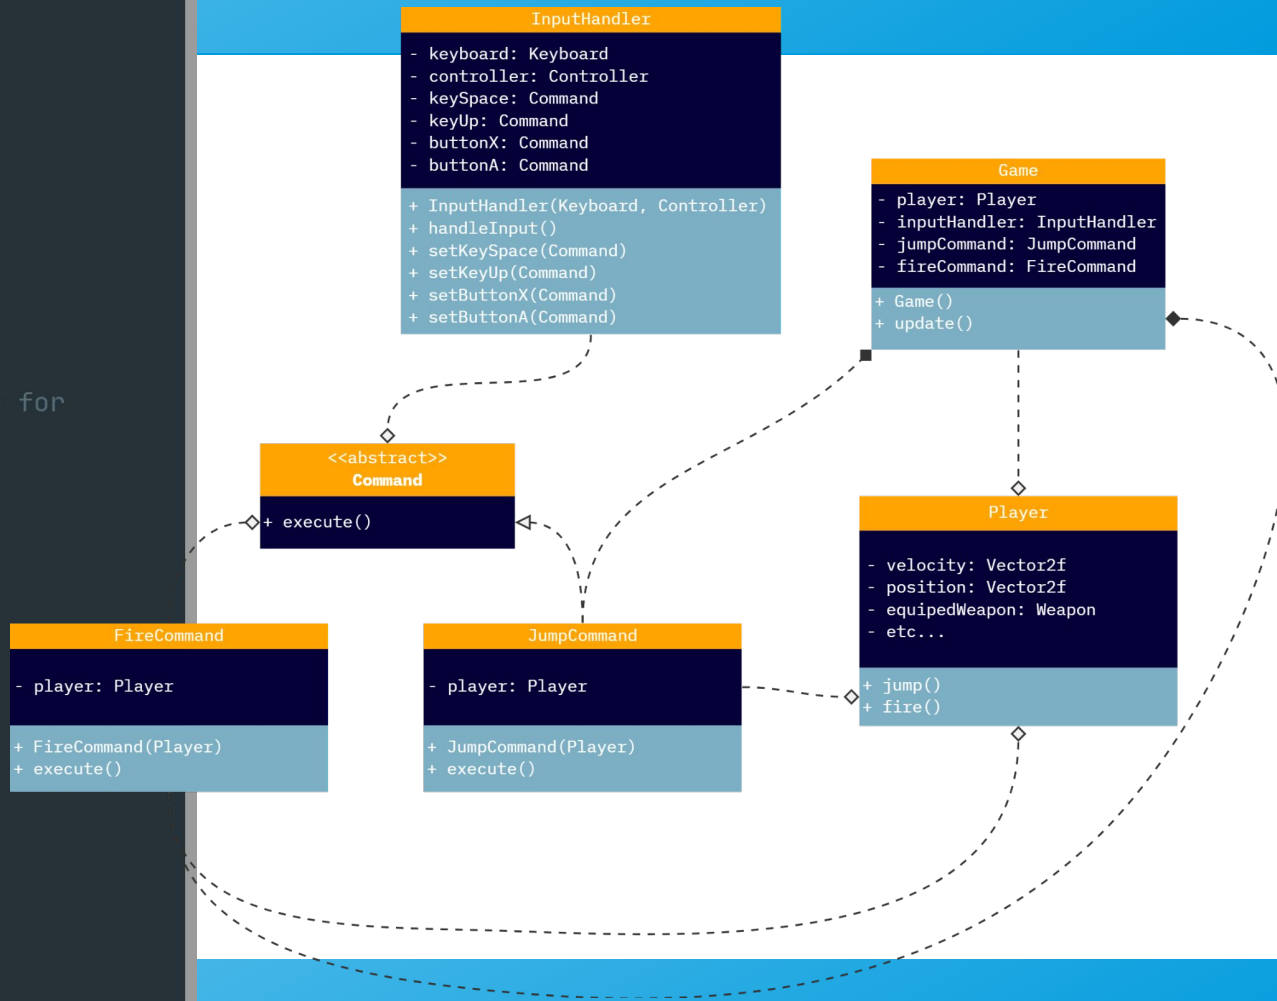 InputHandler
- keyboard: Keyboard
- controller: Controller
- keySpace: Command
- keyUp: Command
- buttonX: Command
- buttonA: Command
+ InputHandler(Keyboard, Controller)
+ handleInput()
+ setKeySpace(Command)
+ setKeyUp(Command)
+ setButtonX(Command)
+ setButtonA(Command)
Game
- player: Player
- inputHandler: InputHandler
- jumpCommand: JumpCommand
- fireCommand: FireCommand
+ Game()
+ update()
for
<<abstract>>
Command
+ execute()
Player
- velocity: Vector2f
- position: Vector2f
- equipedWeapon: Weapon
- etc...
+ jump()
+ fire()
FireCommand
- player: Player
+ FireCommand(Player)
+ execute()
JumpCommand
- player: Player
+ JumpCommand(Player)
+ execute()